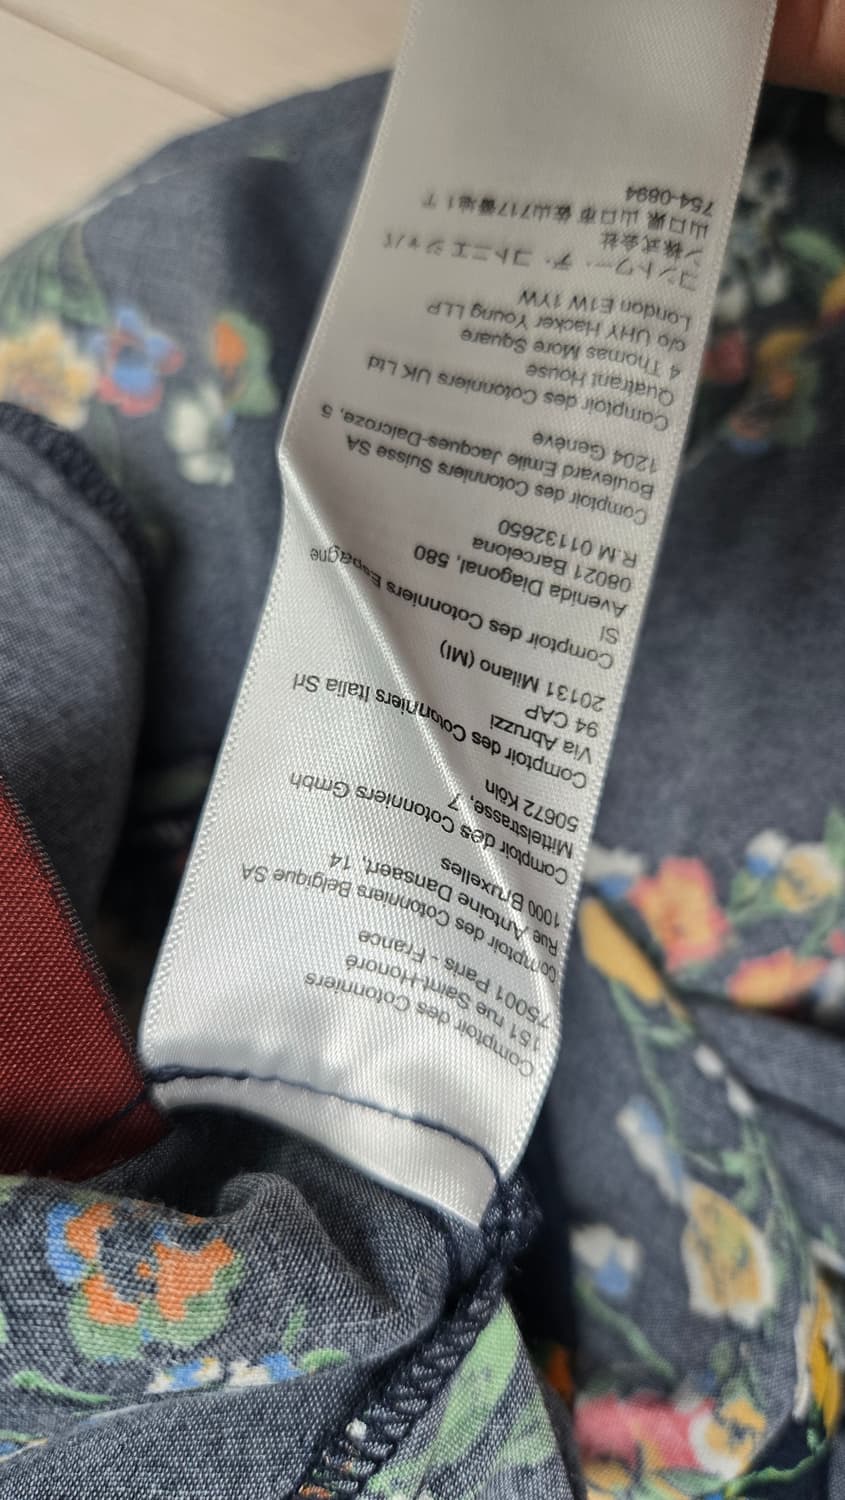 Comptoir des Cotonniers
151 rue Saint-Honoré
75001 Paris - France
Comptoir des Cotonniers Belgique SA
Rue Antoine Dansaert, 14
1000 Bruxelles
Comptoir des Cotonniers Gmbh
Mittelstrasse, 7
50672 Köln
Comptoir des Cotonniers Italia Srl
Via Abruzzi
94 CAP
20131 Milano (MI)
Comptoir des Cotonniers Espagne
Sl
Avenida Diagonal, 580
08021 Barcelona
R.M 01132650
Comptoir des Cotonniers Suisse SA
Boulevard Emile Jacques-Dalcroze, 5
1204 Genève
Comptoir des Cotonniers UK Ltd
Quatrant House
4 Thomas More Square
c/o UHY Hacker Young LLP
London E1W 1YW
コントワー・デ・コトニエ ジャパ
ン株式会社
山口県 山口市 佐山717番地1 〒
754-0894